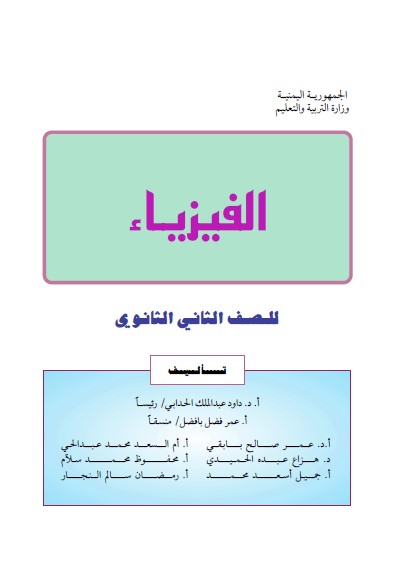 الجمهورية اليمنية
وزارة التربية والتعليم
الفيزياء
للصف الثاني الثانوي
تأليف
أ. د. داود عبدالملك الحدابي/ رئيساً
أ. عمر فضل بافضل/ منسقاً
أ.د. عمر صالح بابقي أ. أم السعد محمد عبدالحي
د. هزاع عبده الحميدي أ. محفوظ محمد سلام
أ. جميل أسعد محمد أ. رمضان سالم النجار